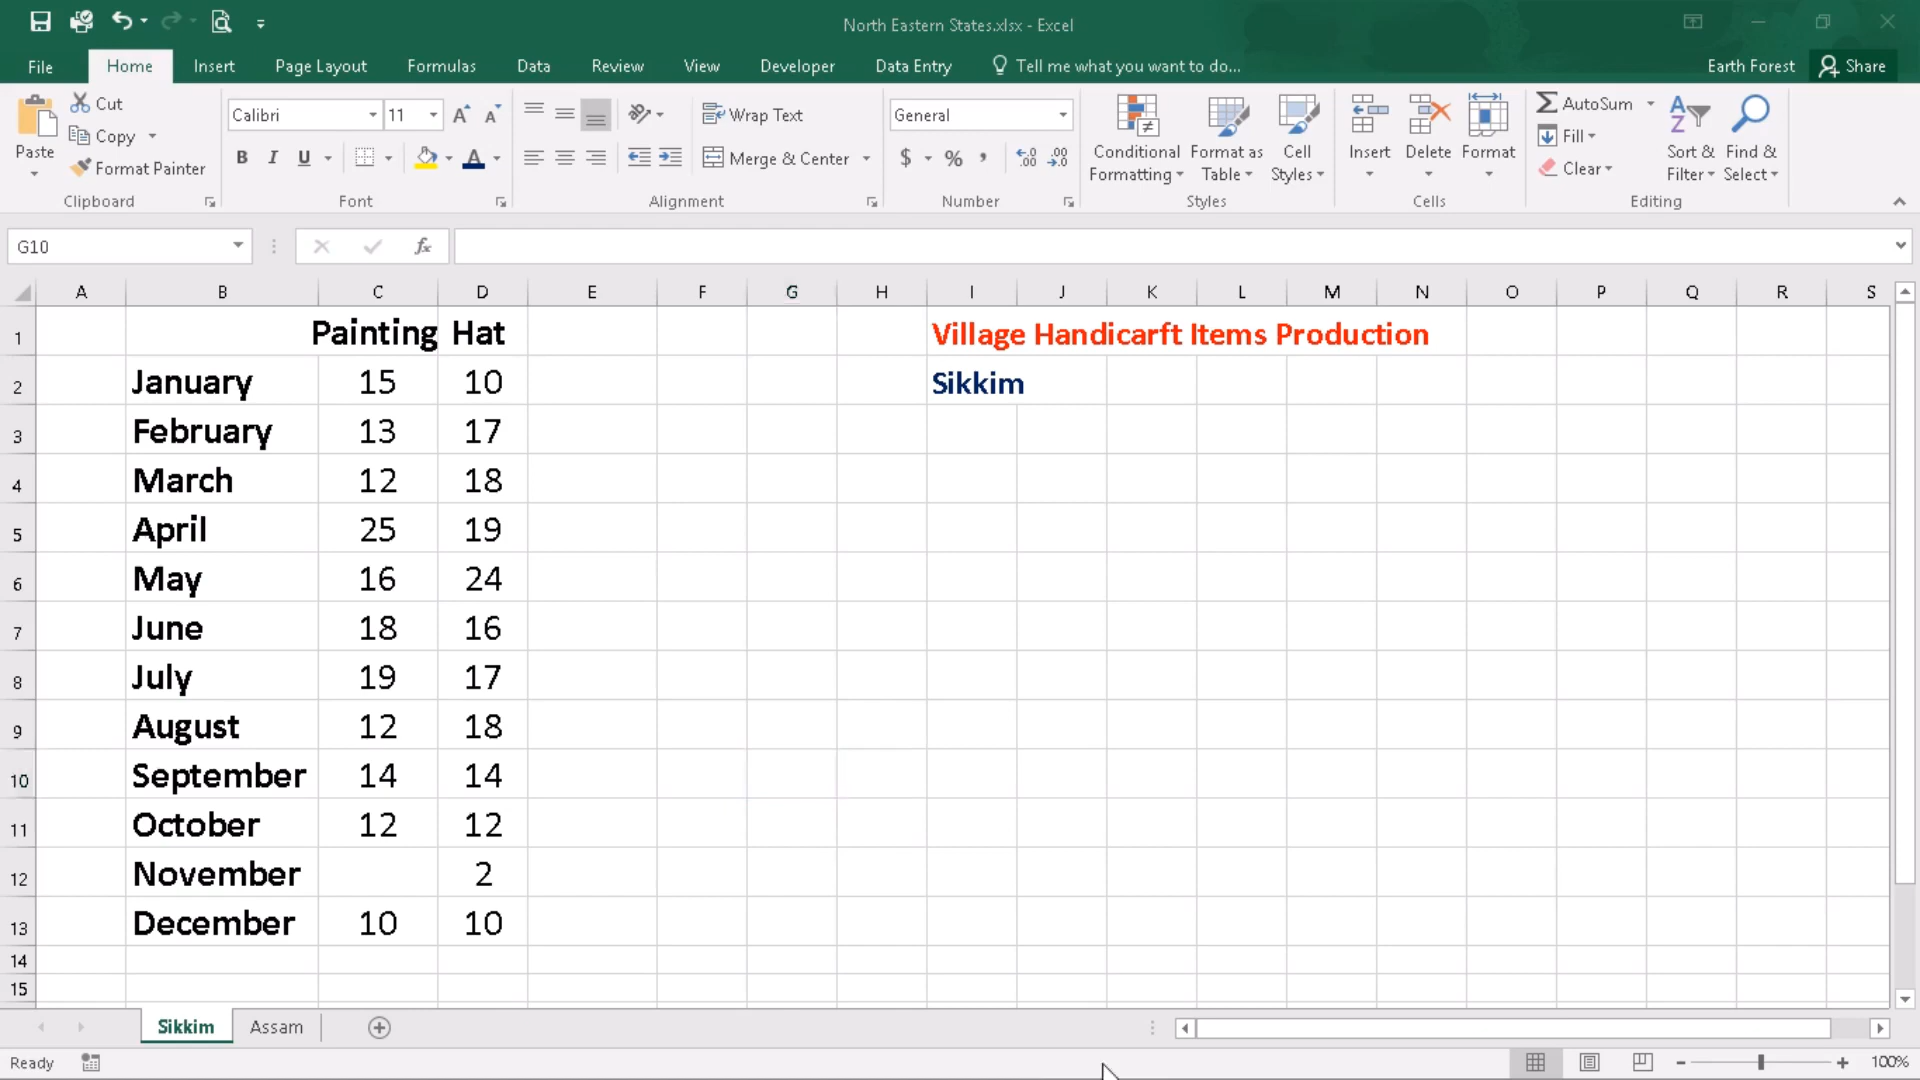 North Eastern States.xlsx - Excel
File Home Insert Page Layout Formulas Data Review View Developer Data Entry Tell me what you want to do... Earth Forest Share
Paste Cut Copy Format Painter Clipboard
Calibri 11 B I U A Font
Wrap Text Merge & Center Alignment
General $ % , .00 .0 Number
Conditional Formatting Format as Table Cell Styles Styles
Insert Delete Format Cells
AutoSum Fill Clear Sort & Filter Find & Select Editing
G10 fx
A B C D E F G H I J K L M N O P Q R S
1 Painting Hat Village Handicarft Items Production
2 January 15 10 Sikkim
3 February 13 17
4 March 12 18
5 April 25 19
6 May 16 24
7 June 18 16
8 July 19 17
9 August 12 18
10 September 14 14
11 October 12 12
12 November 2
13 December 10 10
14
15
Sikkim Assam
Ready 100%